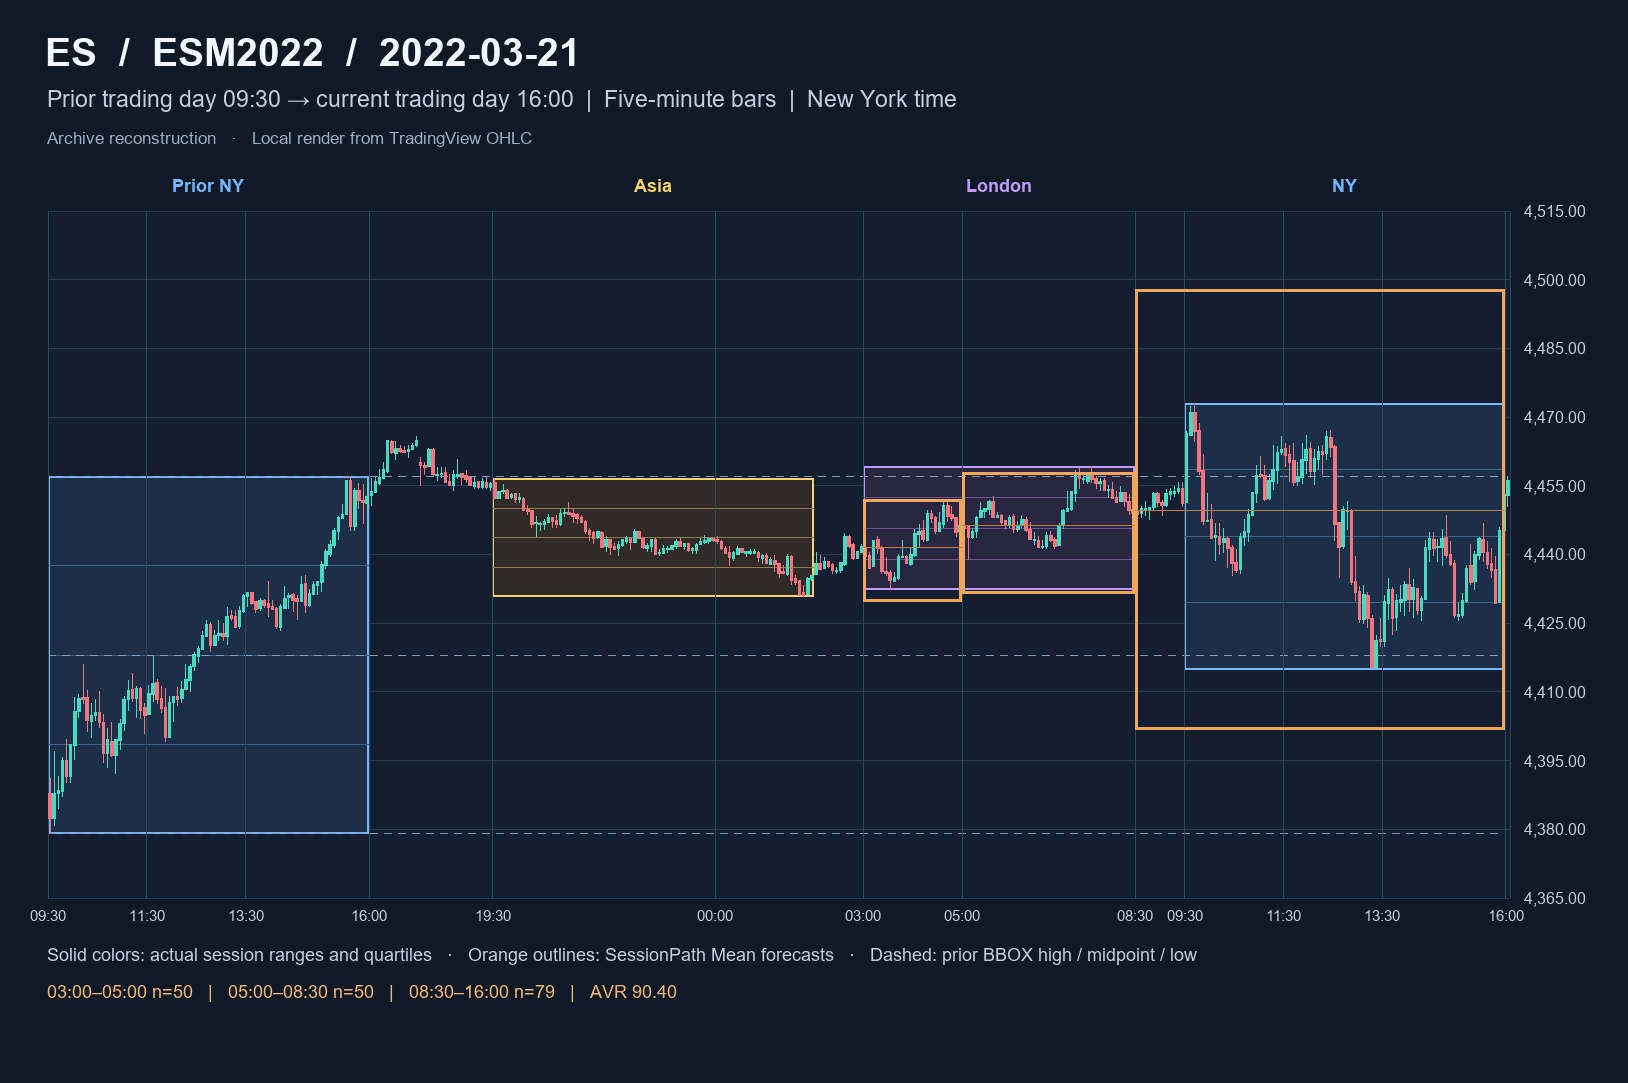 ES / ESM2022 / 2022-03-21
Prior trading day 09:30 → current trading day 16:00 | Five-minute bars | New York time
Archive reconstruction · Local render from TradingView OHLC
Prior NY Asia London NY
4,515.00
4,500.00
4,485.00
4,470.00
4,455.00
4,440.00
4,425.00
4,410.00
4,395.00
4,380.00
4,365.00
09:30 11:30 13:30 16:00 19:30 00:00 03:00 05:00 08:30 09:30 11:30 13:30 16:00
Solid colors: actual session ranges and quartiles · Orange outlines: SessionPath Mean forecasts · Dashed: prior BBOX high / midpoint / low
03:00–05:00 n=50 | 05:00–08:30 n=50 | 08:30–16:00 n=79 | AVR 90.40